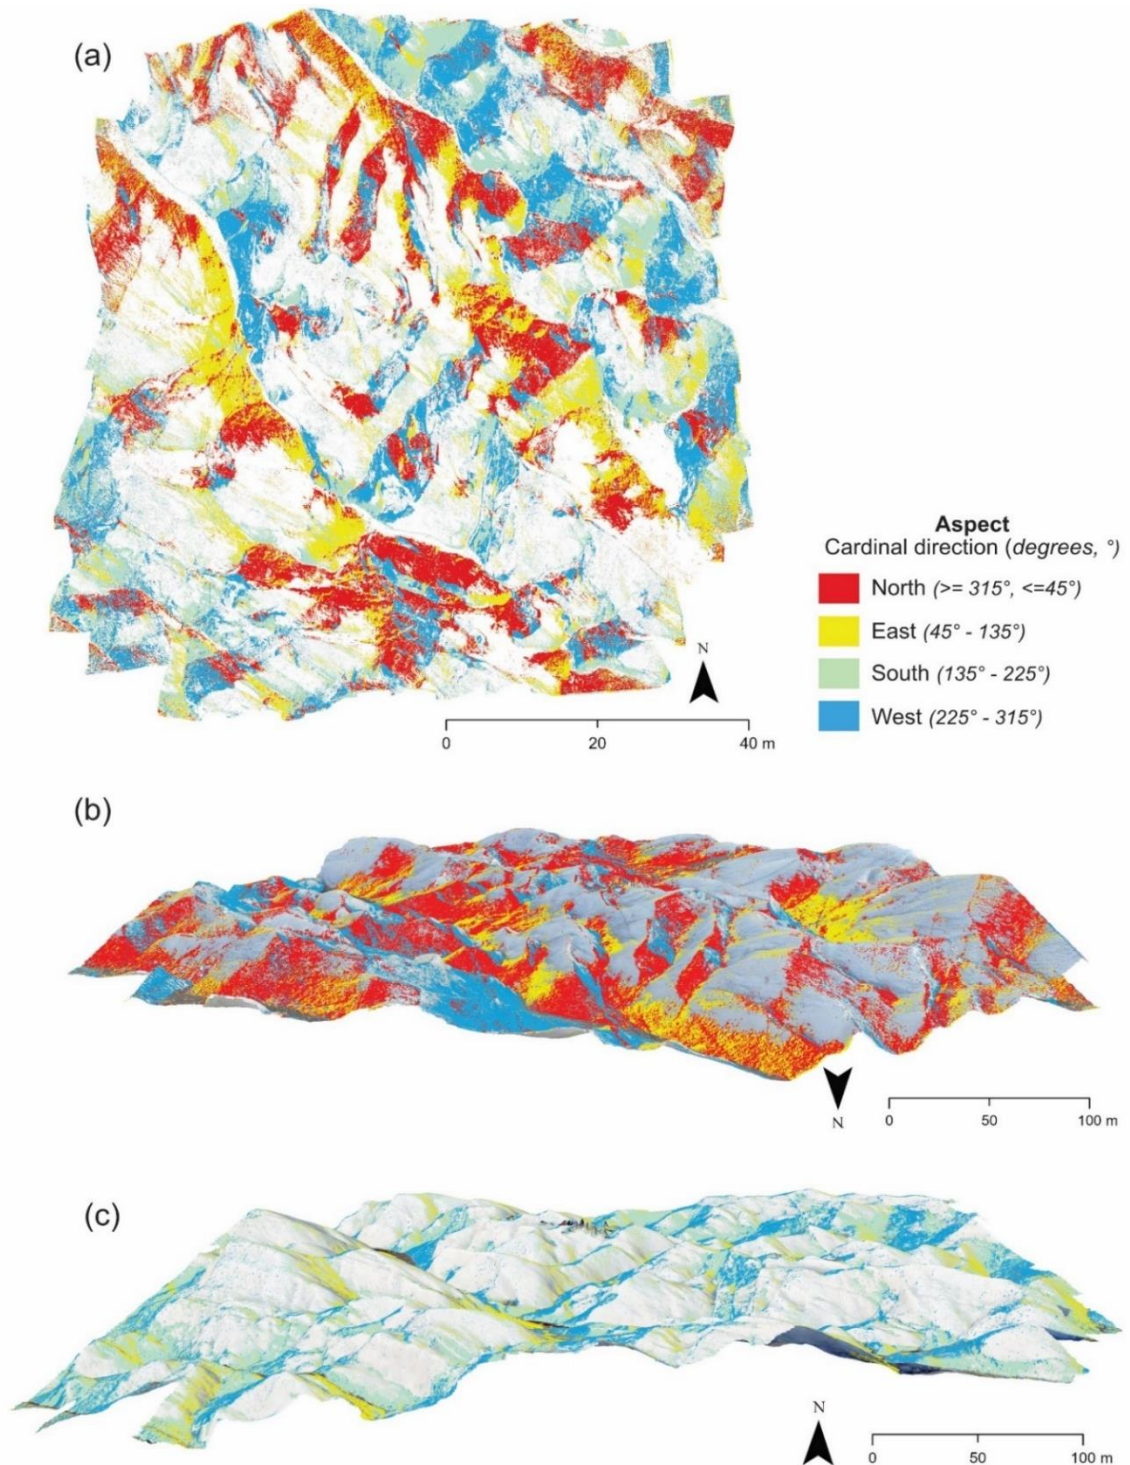 (a)
Aspect
Cardinal direction (degrees, °)
North (>= 315°, <=45°)
East (45° - 135°)
South (135° - 225°)
West (225° - 315°)
N
0 20 40 m
(b)
N
0 50 100 m
(c)
N
0 50 100 m